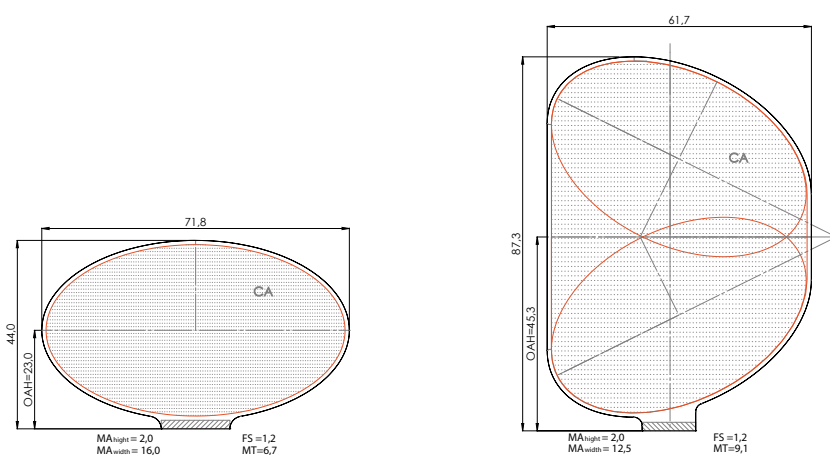 61,7
CA
87,3
OAH=45,3
71,8
CA
44,0
OAH=23,0
MAhight = 2,0
MAwidth = 16,0
FS =1,2
MT=6,7
MAhight = 2,0
MAwidth = 12,5
FS =1,2
MT=9,1